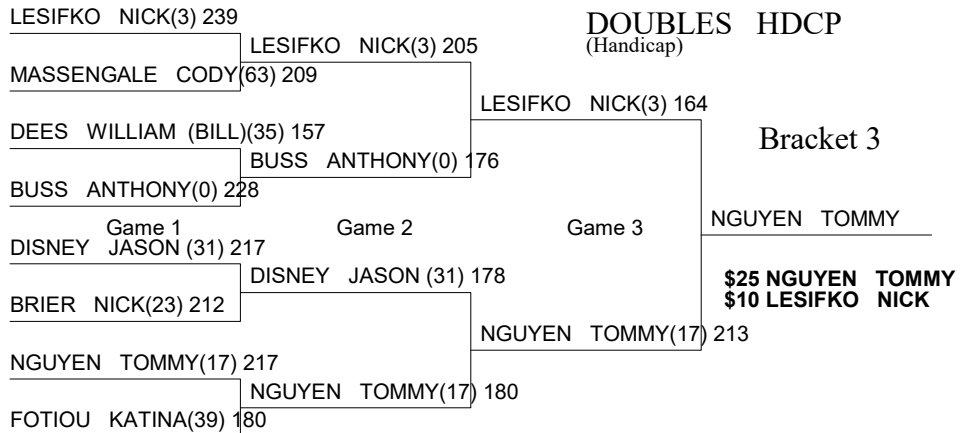 LESIFKO NICK(3) 239
DOUBLES HDCP
(Handicap)
LESIFKO NICK(3) 205
MASSENGALE CODY(63) 209
LESIFKO NICK(3) 164
DEES WILLIAM (BILL)(35) 157
Bracket 3
BUSS ANTHONY(0) 176
BUSS ANTHONY(0) 228
Game 1
Game 2
Game 3
NGUYEN TOMMY
DISNEY JASON (31) 217
DISNEY JASON (31) 178
$25 NGUYEN TOMMY
$10 LESIFKO NICK
BRIER NICK(23) 212
NGUYEN TOMMY(17) 213
NGUYEN TOMMY(17) 217
NGUYEN TOMMY(17) 180
FOTIOU KATINA(39) 180